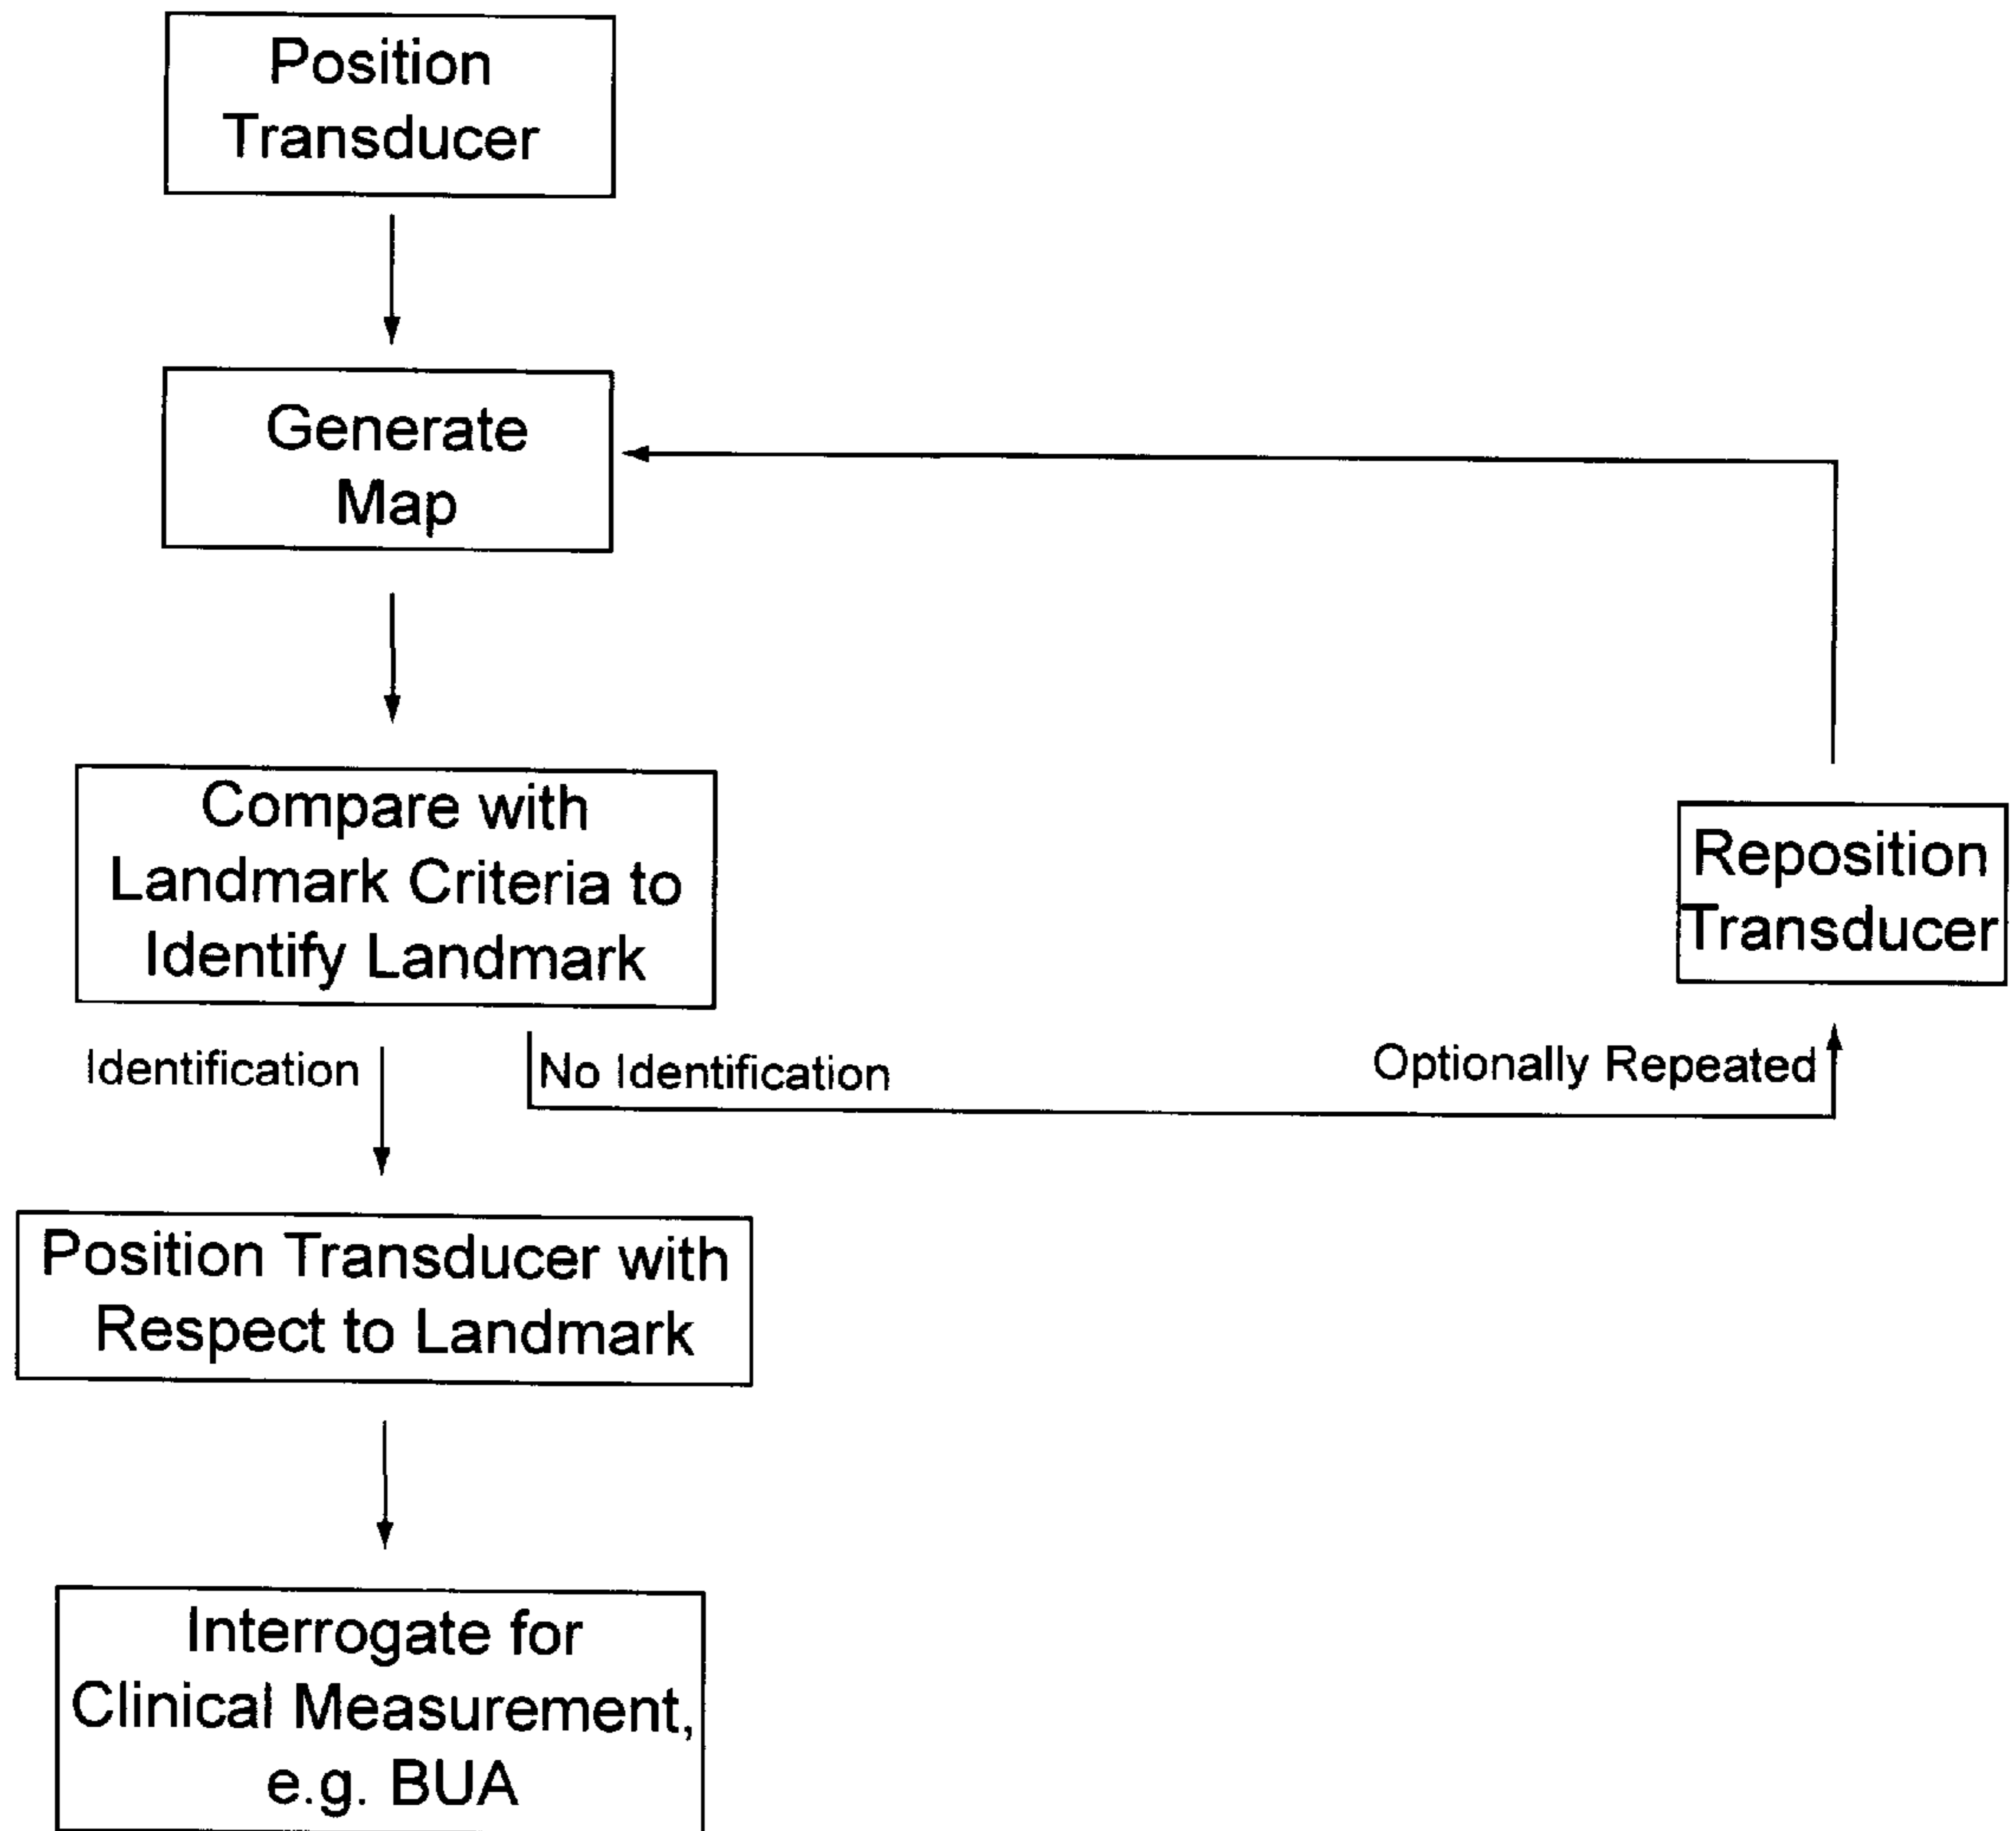 Position
Transducer
Generate
Map
Compare with
Landmark Criteria to
Identify Landmark
Reposition
Transducer
Identification
No Identification
Optionally Repeated
Position Transducer with
Respect to Landmark
Interrogate for
Clinical Measurement,
e.g. BUA